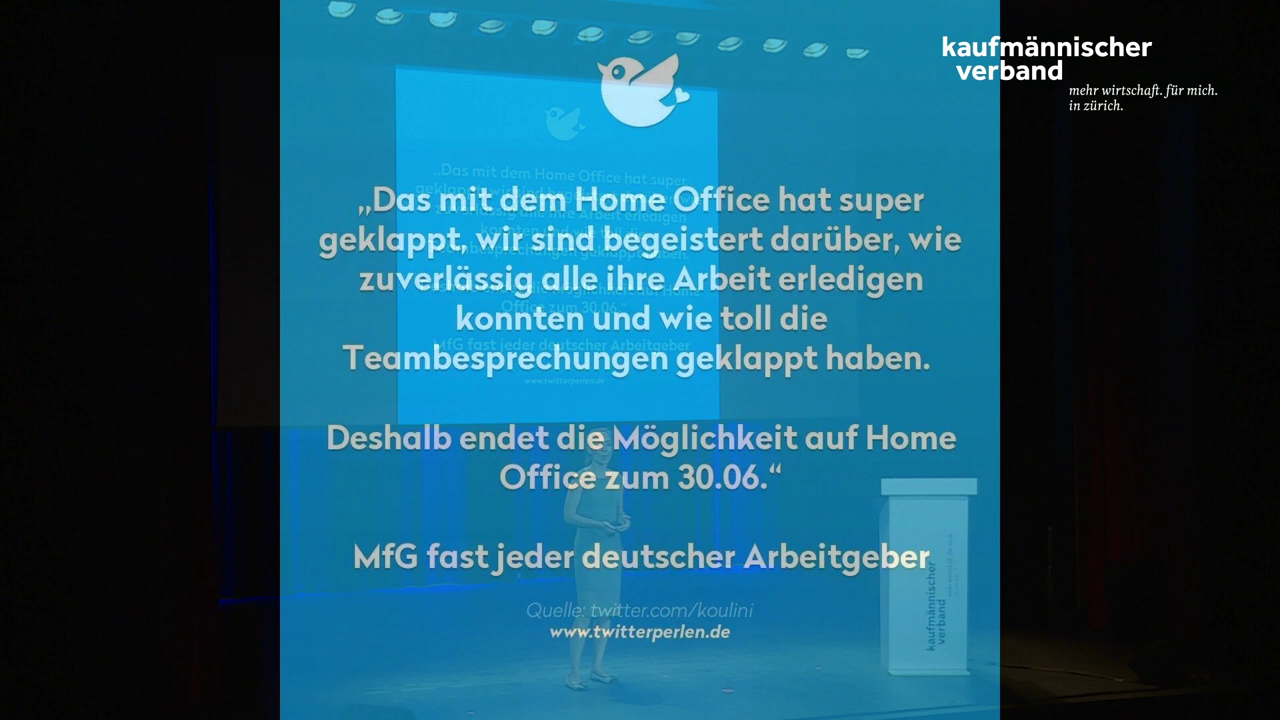 kaufmännischer
verband
mehr wirtschaft. für mich.
in zürich.
„Das mit dem Home Office hat super
geklappt, wir sind begeistert darüber, wie
zuverlässig alle ihre Arbeit erledigen
konnten und wie toll die
Teambesprechungen geklappt haben.
Deshalb endet die Möglichkeit auf Home
Office zum 30.06.“
MfG fast jeder deutscher Arbeitgeber
Quelle: twitter.com/koulini
www.twitterperlen.de
kaufmännischer
verband